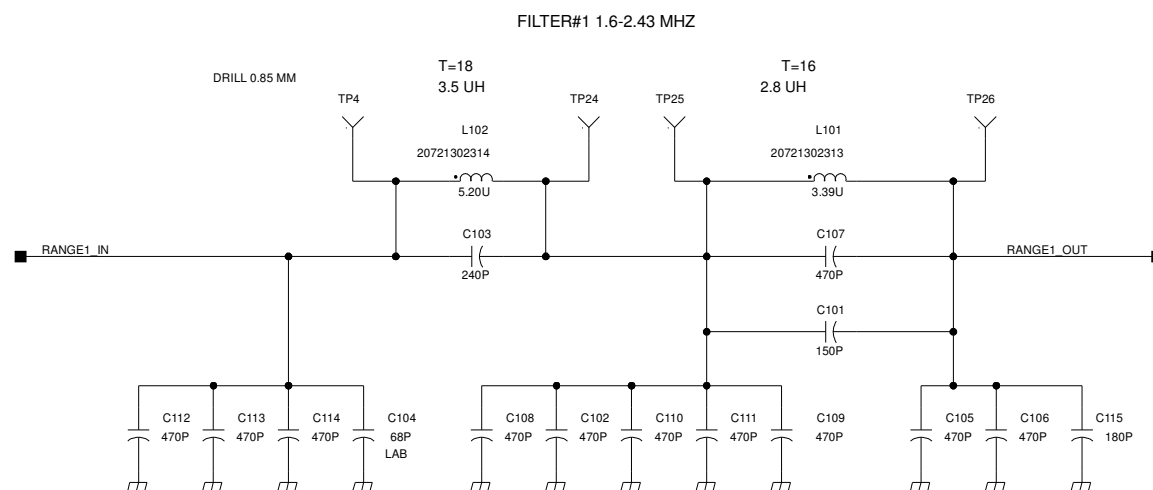 FILTER#1 1.6-2.43 MHZ
DRILL 0.85 MM
T=18
3.5 UH
T=16
2.8 UH
TP4
TP24
TP25
TP26
L102
20721302314
5.20U
L101
20721302313
3.39U
RANGE1_IN
C103
240P
C107
470P
RANGE1_OUT
C101
150P
C112
470P
C113
470P
C114
470P
C104
68P
LAB
C108
470P
C102
470P
C110
470P
C111
470P
C109
470P
C105
470P
C106
470P
C115
180P